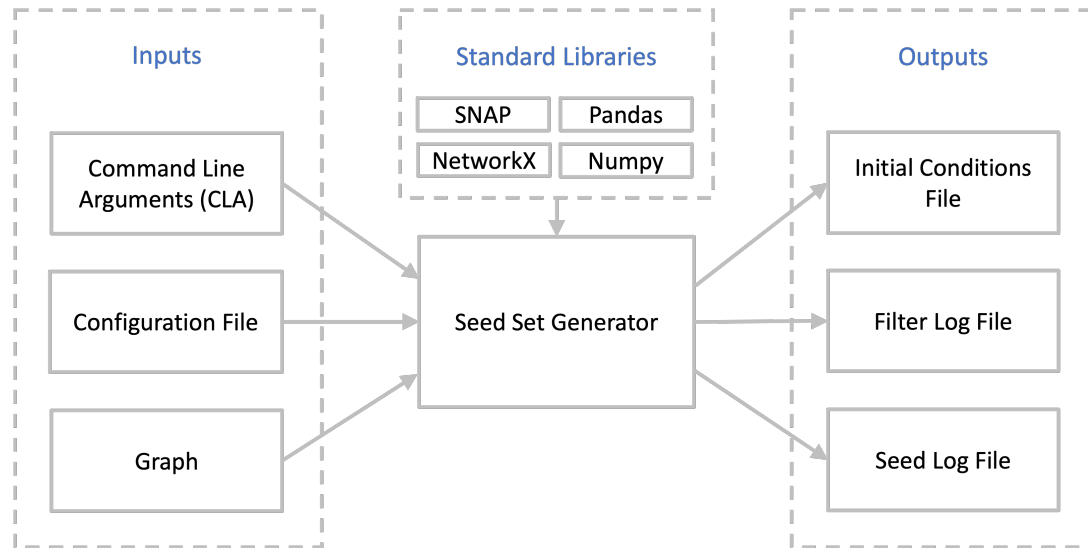 Inputs
Command Line
Arguments (CLA)
Configuration File
Graph
Standard Libraries
SNAP
Pandas
NetworkX
Numpy
Seed Set Generator
Outputs
Initial Conditions
File
Filter Log File
Seed Log File